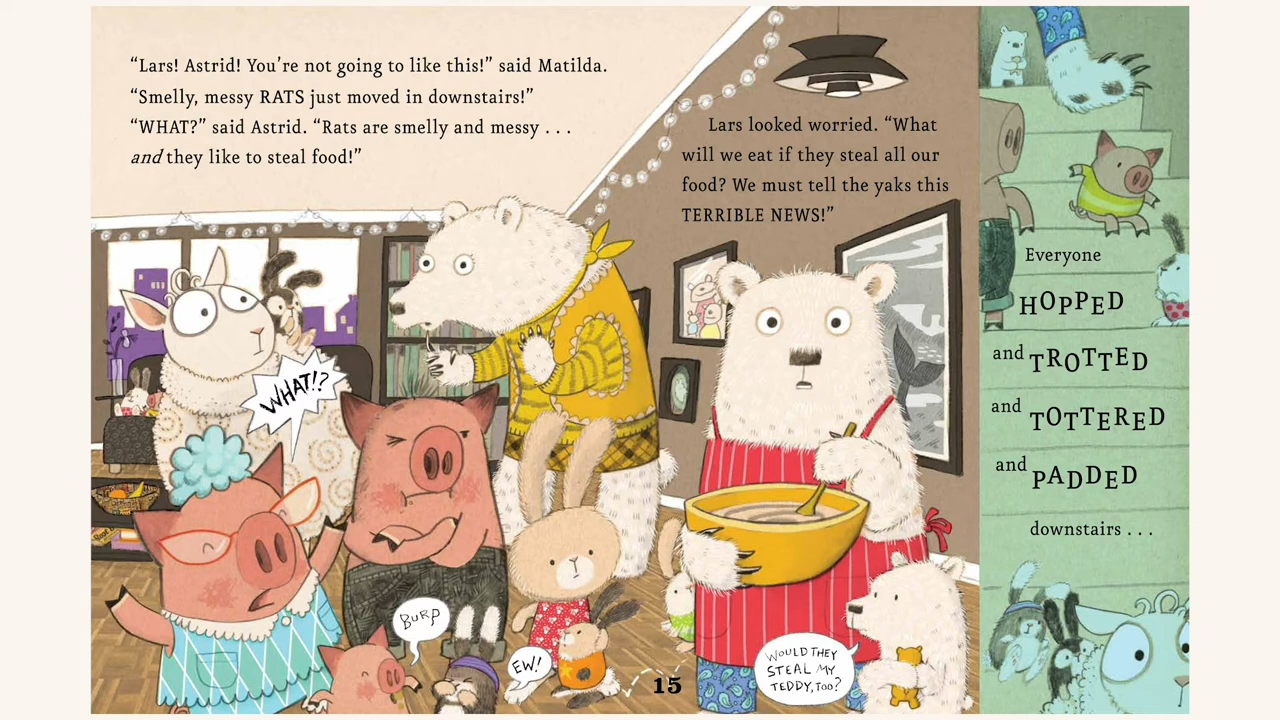 “Lars! Astrid! You’re not going to like this!” said Matilda.
“Smelly, messy RATS just moved in downstairs!”
“WHAT?” said Astrid. “Rats are smelly and messy . . .
and they like to steal food!”
Lars looked worried. “What
will we eat if they steal all our
food? We must tell the yaks this
TERRIBLE NEWS!”
WHAT!?
BURP
EW!
WOULD THEY
STEAL MY
TEDDY, TOO?
15
Everyone
HOPPED
and TROTTED
and TOTTERED
and PADDED
downstairs . . .